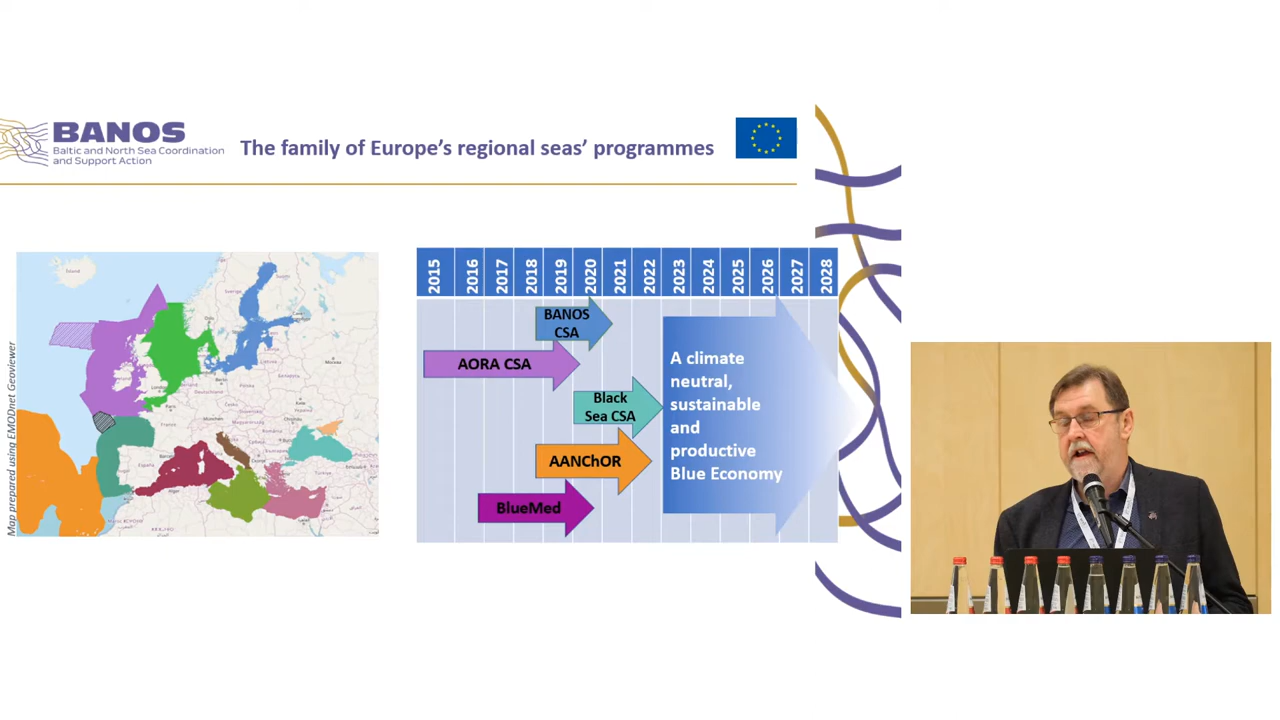 BANOS
Baltic and North Sea Coordination
and Support Action
The family of Europe's regional seas' programmes
Map prepared using EMODnet Geoviewer
2015 2016 2017 2018 2019 2020 2021 2022 2023 2024 2025 2026 2027 2028
BANOS
CSA
AORA CSA
Black
Sea CSA
AANChOR
BlueMed
A climate
neutral,
sustainable
and
productive
Blue Economy